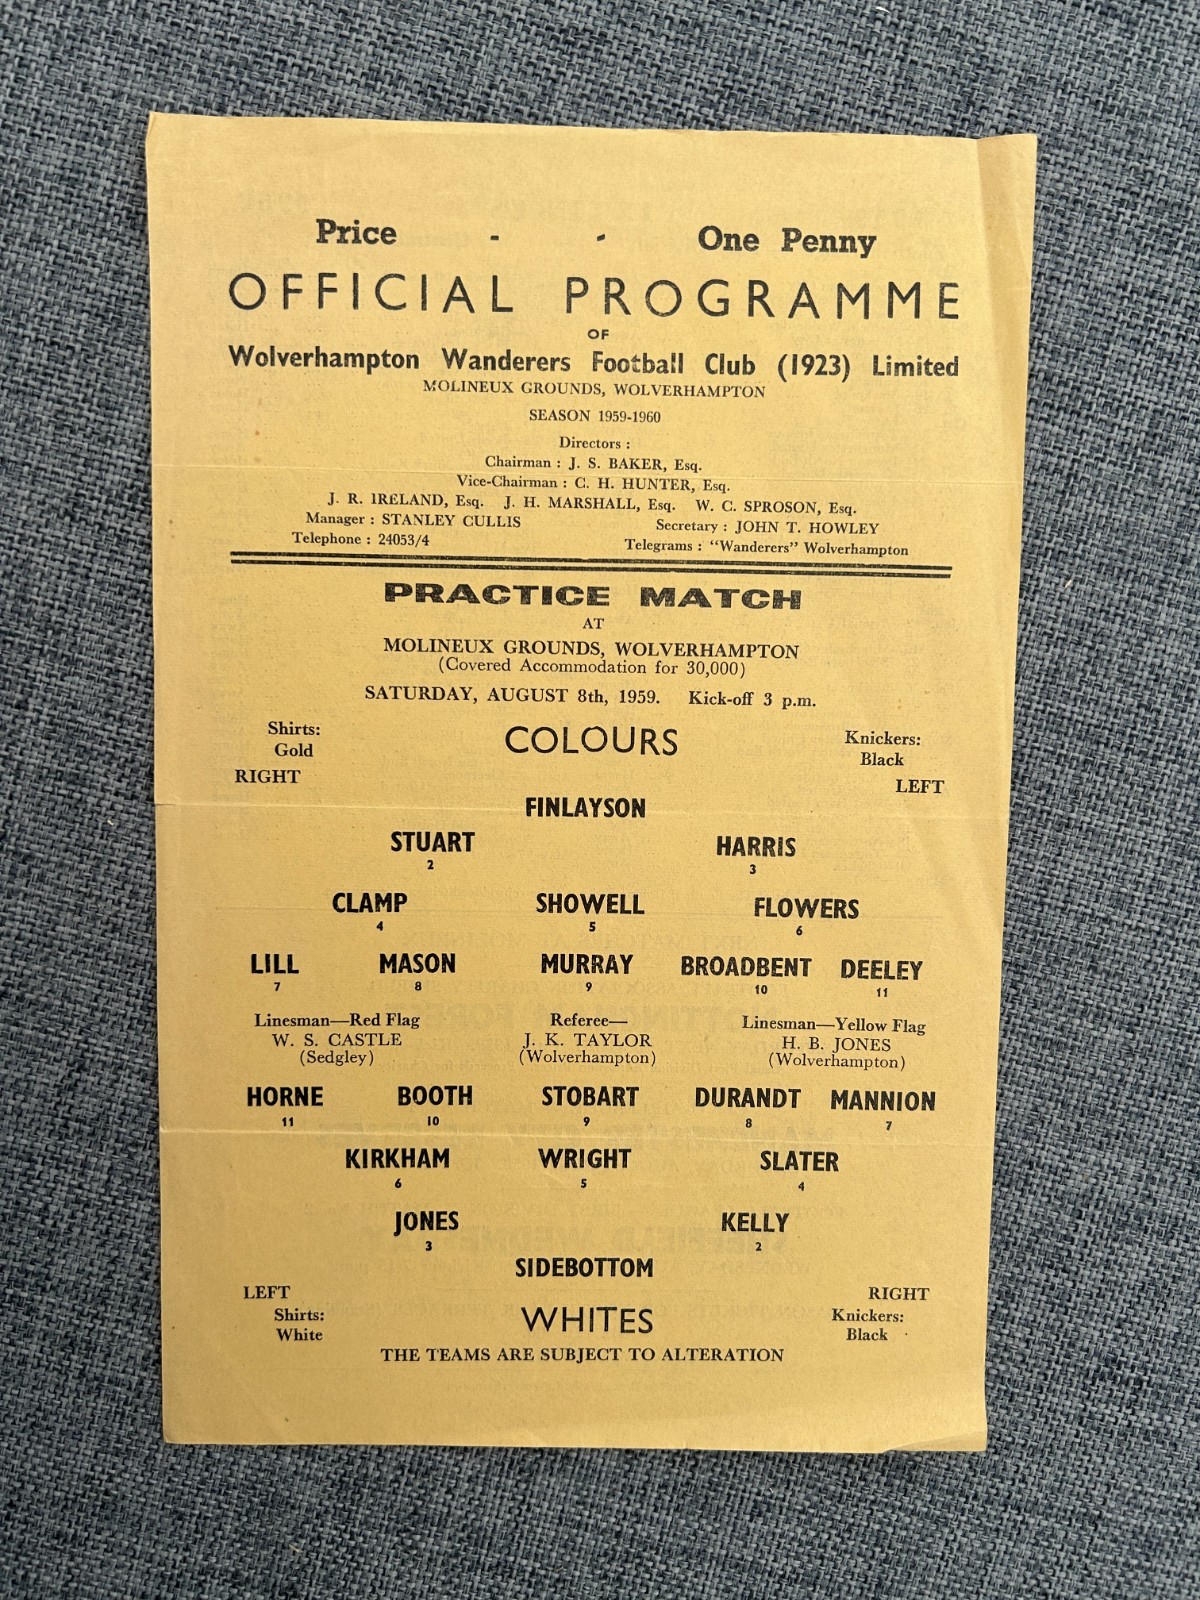 Price - - One Penny
OFFICIAL PROGRAMME
OF
Wolverhampton Wanderers Football Club (1923) Limited
MOLINEUX GROUNDS, WOLVERHAMPTON
SEASON 1959-1960
Directors :
Chairman : J. S. BAKER, Esq.
Vice-Chairman : C. H. HUNTER, Esq.
J. R. IRELAND, Esq. J. H. MARSHALL, Esq. W. C. SPROSON, Esq.
Manager : STANLEY CULLIS Secretary : JOHN T. HOWLEY
Telephone : 24053/4 Telegrams : "Wanderers" Wolverhampton
PRACTICE MATCH
AT
MOLINEUX GROUNDS, WOLVERHAMPTON
(Covered Accommodation for 30,000)
SATURDAY, AUGUST 8th, 1959. Kick-off 3 p.m.
Shirts: COLOURS Knickers:
Gold Black
RIGHT LEFT
FINLAYSON
STUART HARRIS
2 3
CLAMP SHOWELL FLOWERS
4 5 6
LILL MASON MURRAY BROADBENT DEELEY
7 8 9 10 11
Linesman—Red Flag Referee— Linesman—Yellow Flag
W. S. CASTLE J. K. TAYLOR H. B. JONES
(Sedgley) (Wolverhampton) (Wolverhampton)
HORNE BOOTH STOBART DURANDT MANNION
11 10 9 8 7
KIRKHAM WRIGHT SLATER
6 5 4
JONES KELLY
3 2
SIDEBOTTOM
LEFT RIGHT
Shirts: WHITES Knickers:
White Black
THE TEAMS ARE SUBJECT TO ALTERATION